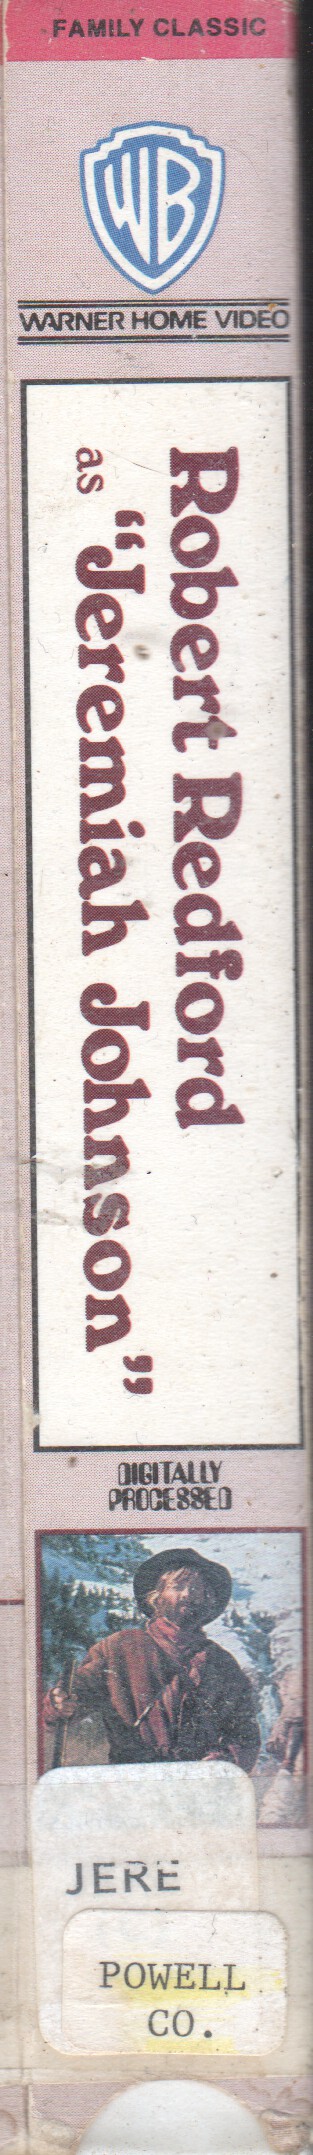 FAMILY CLASSIC
WB
WARNER HOME VIDEO
Robert Redford
as "Jeremiah Johnson"
DIGITALLY
PROCESSED
JERE
POWELL
CO.